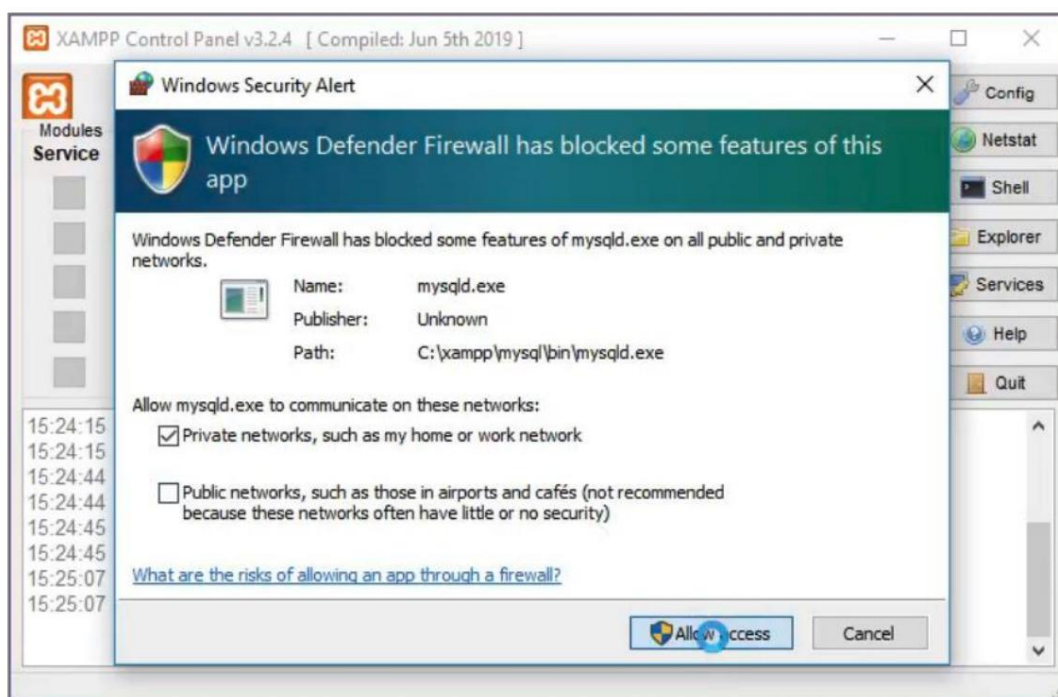 XAMPP Control Panel v3.2.4 [ Compiled: Jun 5th 2019 ]
Modules
Service
Windows Security Alert
Windows Defender Firewall has blocked some features of this
app
Windows Defender Firewall has blocked some features of mysqld.exe on all public and private
networks.
Name: mysqld.exe
Publisher: Unknown
Path: C:\xampp\mysql\bin\mysqld.exe
Allow mysqld.exe to communicate on these networks:
Private networks, such as my home or work network
Public networks, such as those in airports and cafés (not recommended
because these networks often have little or no security)
What are the risks of allowing an app through a firewall?
Allow access
Cancel
Config
Netstat
Shell
Explorer
Services
Help
Quit
15:24:15
15:24:15
15:24:44
15:24:44
15:24:45
15:24:45
15:25:07
15:25:07